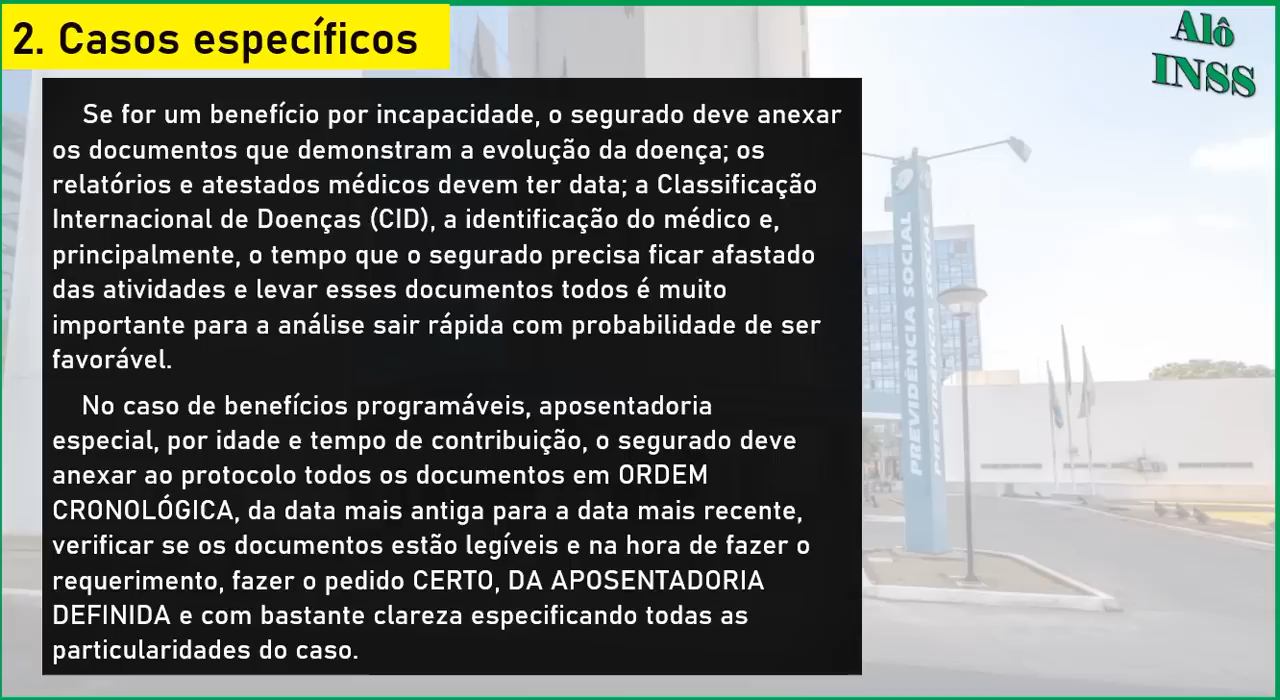 2. Casos específicos
Alô
INSS
Se for um benefício por incapacidade, o segurado deve anexar
os documentos que demonstram a evolução da doença; os
relatórios e atestados médicos devem ter data; a Classificação
Internacional de Doenças (CID), a identificação do médico e,
principalmente, o tempo que o segurado precisa ficar afastado
das atividades e levar esses documentos todos é muito
importante para a análise sair rápida com probabilidade de ser
favorável.
No caso de benefícios programáveis, aposentadoria
especial, por idade e tempo de contribuição, o segurado deve
anexar ao protocolo todos os documentos em ORDEM
CRONOLÓGICA, da data mais antiga para a data mais recente,
verificar se os documentos estão legíveis e na hora de fazer o
requerimento, fazer o pedido CERTO, DA APOSENTADORIA
DEFINIDA e com bastante clareza especificando todas as
particularidades do caso.
PREVIDÊNCIA SOCIAL
PREVIDÊNCIA SOCIAL